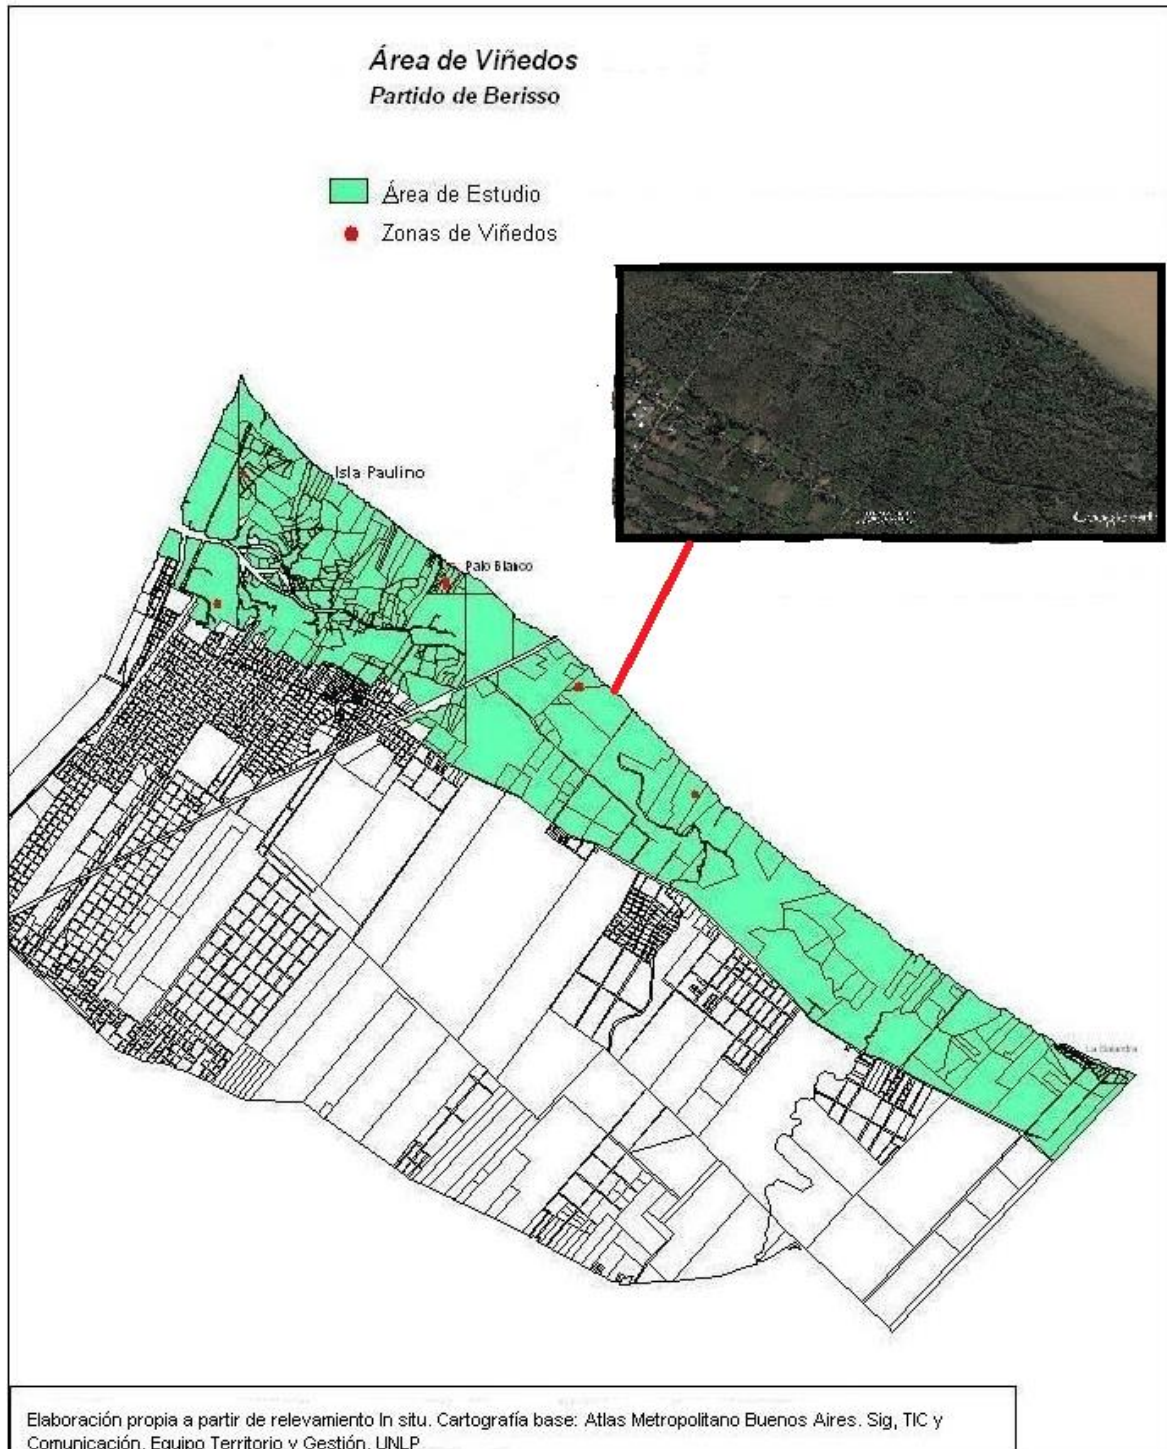 Área de Viñedos
Partido de Berisso
Área de Estudio
Zonas de Viñedos
Isla Paulino
Palo Blanco
La
Elaboración propia a partir de relevamiento In situ. Cartografía base: Atlas Metropolitano Buenos Aires. Sig, TIC y
Comunicación. Equipo Territorio y Gestión. UNLP